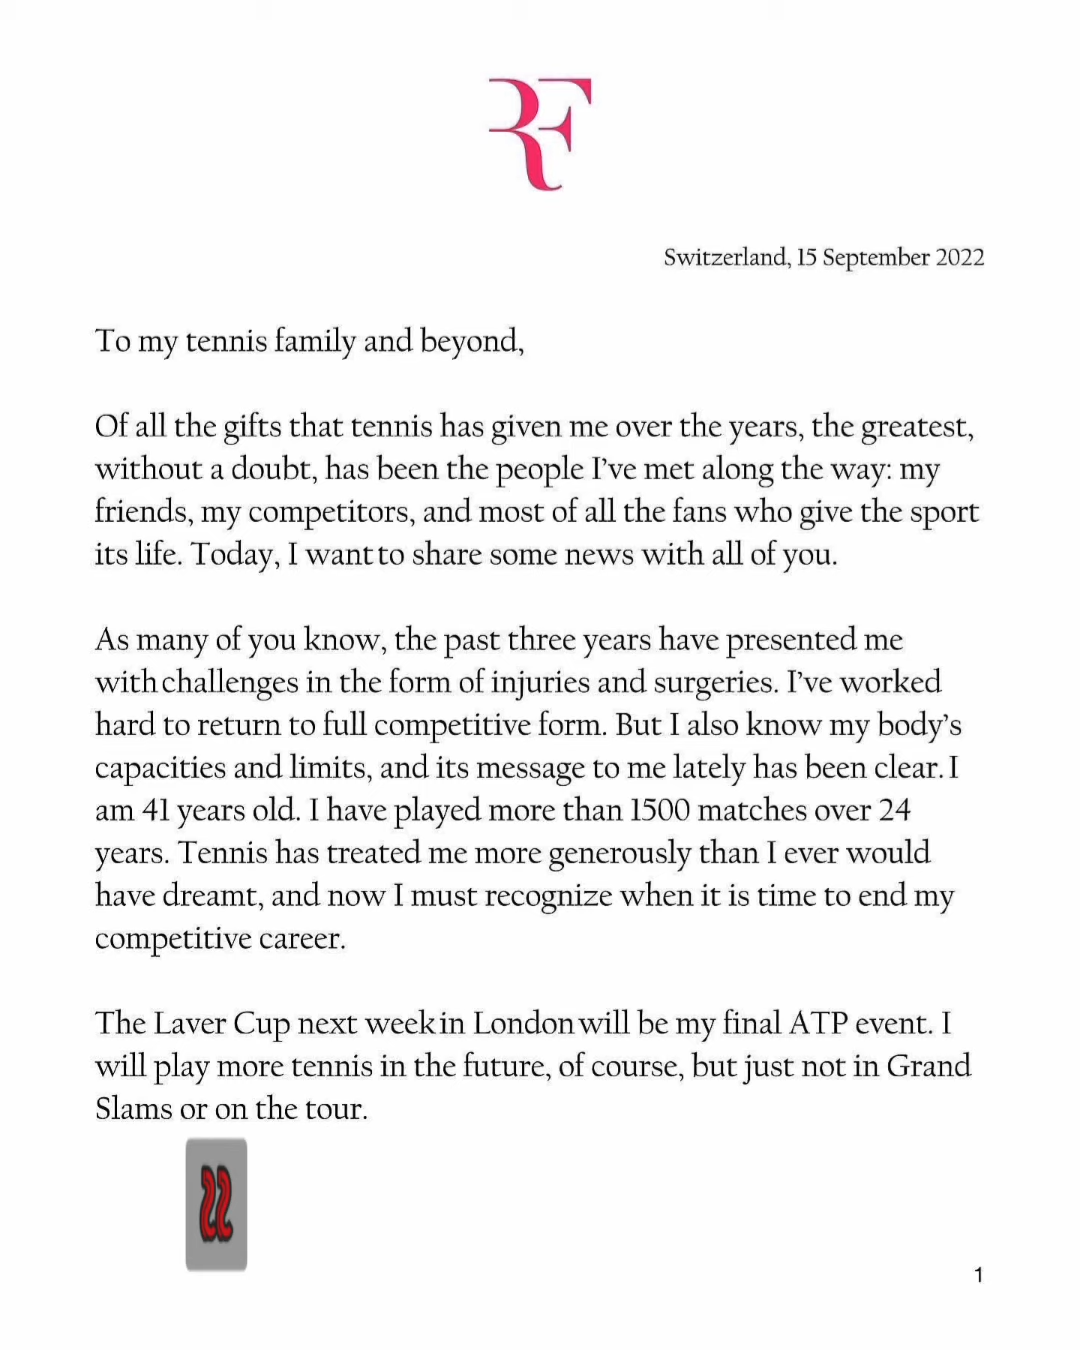 RF
Switzerland, 15 September 2022
To my tennis family and beyond,
Of all the gifts that tennis has given me over the years, the greatest,
without a doubt, has been the people I've met along the way: my
friends, my competitors, and most of all the fans who give the sport
its life. Today, I want to share some news with all of you.
As many of you know, the past three years have presented me
with challenges in the form of injuries and surgeries. I've worked
hard to return to full competitive form. But I also know my body's
capacities and limits, and its message to me lately has been clear. I
am 41 years old. I have played more than 1500 matches over 24
years. Tennis has treated me more generously than I ever would
have dreamt, and now I must recognize when it is time to end my
competitive career.
The Laver Cup next week in London will be my final ATP event. I
will play more tennis in the future, of course, but just not in Grand
Slams or on the tour.
1